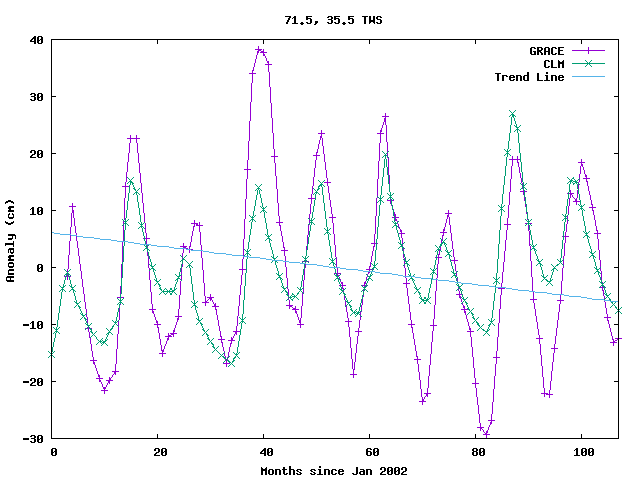 71.5, 35.5 TWS
GRACE
CLM
Trend Line
40
30
20
10
0
-10
-20
-30
Anomaly (cm)
0 20 40 60 80 100
Months since Jan 2002